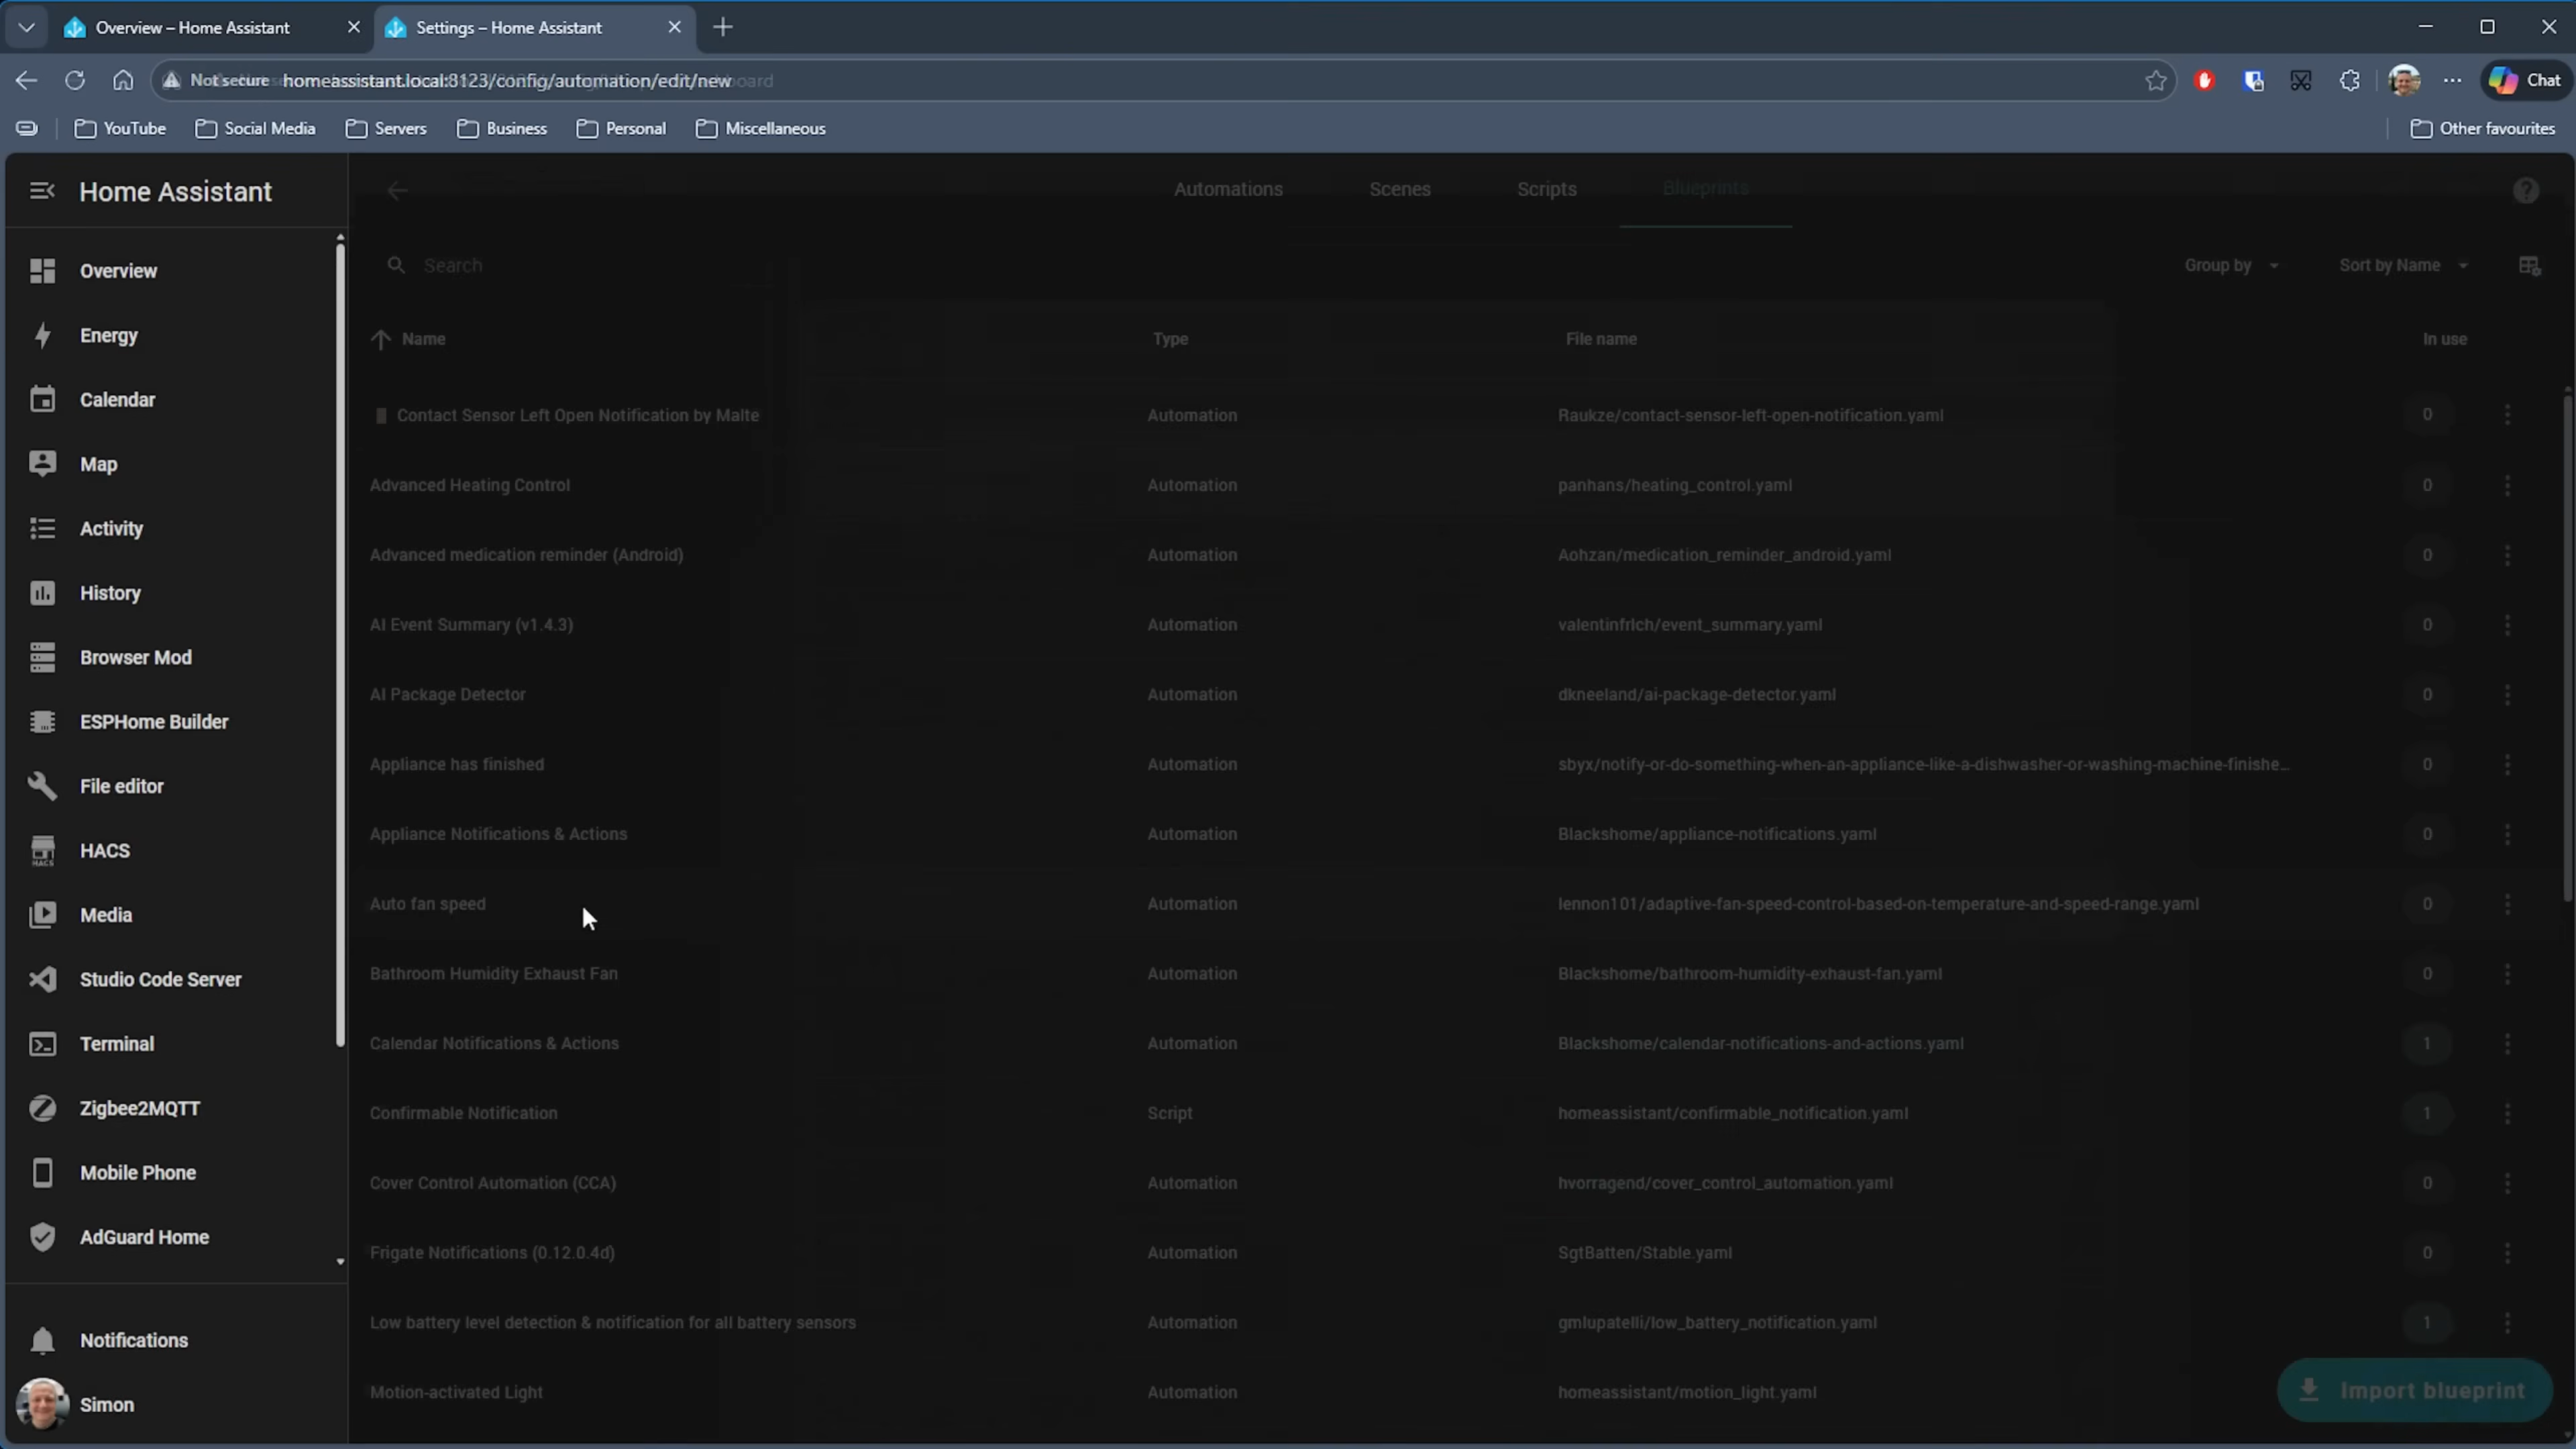 Overview – Home Assistant
Settings – Home Assistant
Not secure homeassistant.local:8123/config/automation/edit/new
Chat
YouTube
Social Media
Servers
Business
Personal
Miscellaneous
Other favourites
Home Assistant
Automations
Scenes
Scripts
Blueprints
Overview
Energy
Calendar
Map
Activity
History
Browser Mod
ESPHome Builder
File editor
HACS
Media
Studio Code Server
Terminal
Zigbee2MQTT
Mobile Phone
AdGuard Home
Notifications
Simon
Search
Group by
Sort by Name
Name Type File name In use
Contact Sensor Left Open Notification by Malte Automation Raukze/contact-sensor-left-open-notification.yaml 0
Advanced Heating Control Automation panhans/heating_control.yaml 0
Advanced medication reminder (Android) Automation Aohzan/medication_reminder_android.yaml 0
AI Event Summary (v1.4.3) Automation valentinfrlch/event_summary.yaml 0
AI Package Detector Automation dkneeland/ai-package-detector.yaml 0
Appliance has finished Automation sbyx/notify-or-do-something-when-an-appliance-like-a-dishwasher-or-washing-machine-finishe... 0
Appliance Notifications & Actions Automation Blackshome/appliance-notifications.yaml 0
Auto fan speed Automation lennon101/adaptive-fan-speed-control-based-on-temperature-and-speed-range.yaml 0
Bathroom Humidity Exhaust Fan Automation Blackshome/bathroom-humidity-exhaust-fan.yaml 0
Calendar Notifications & Actions Automation Blackshome/calendar-notifications-and-actions.yaml 1
Confirmable Notification Script homeassistant/confirmable_notification.yaml 1
Cover Control Automation (CCA) Automation hvorragend/cover_control_automation.yaml 0
Frigate Notifications (0.12.0.4d) Automation SgtBatten/Stable.yaml 0
Low battery level detection & notification for all battery sensors Automation gmlupatelli/low_battery_notification.yaml 1
Motion-activated Light Automation homeassistant/motion_light.yaml
Import blueprint